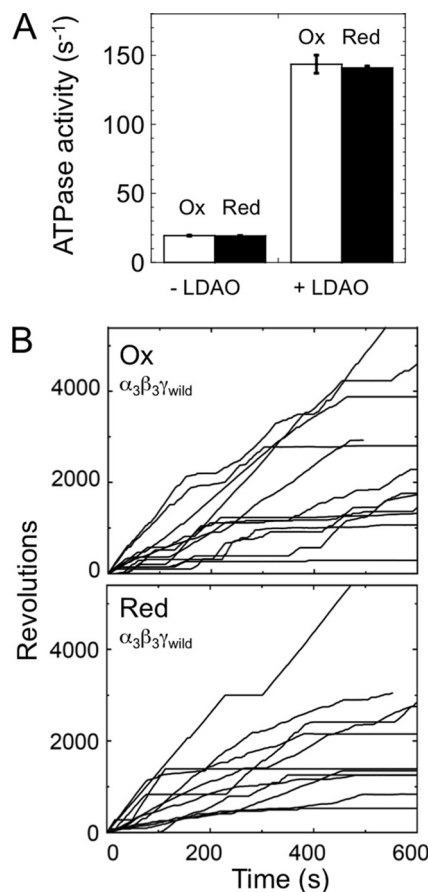 A
ATPase activity (s⁻¹)
150
100
50
0
Ox Red
Ox Red
- LDAO + LDAO
B
Revolutions
Ox
α₃β₃γwild
4000
2000
0
Red
α₃β₃γwild
4000
2000
0
0 200 400 600
Time (s)